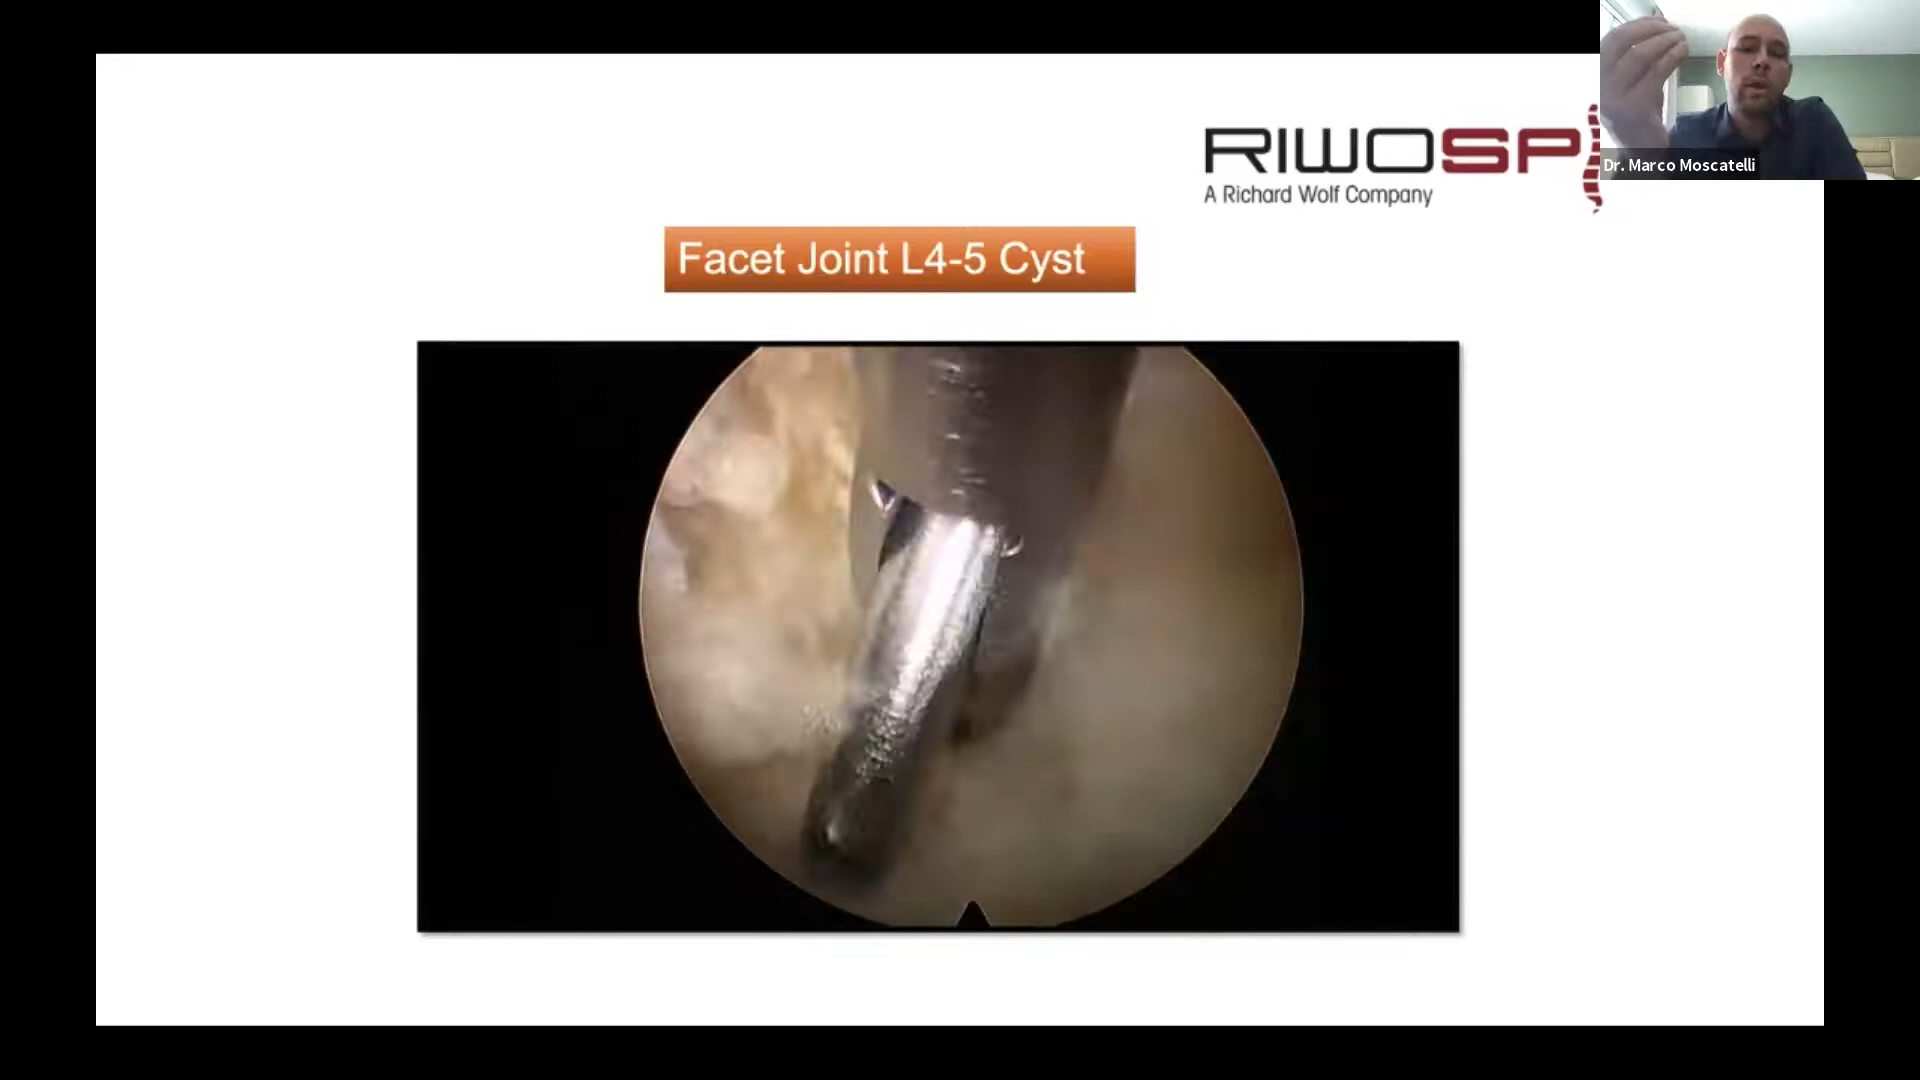 RIWOSP
A Richard Wolf Company
Dr. Marco Moscatelli
Facet Joint L4-5 Cyst